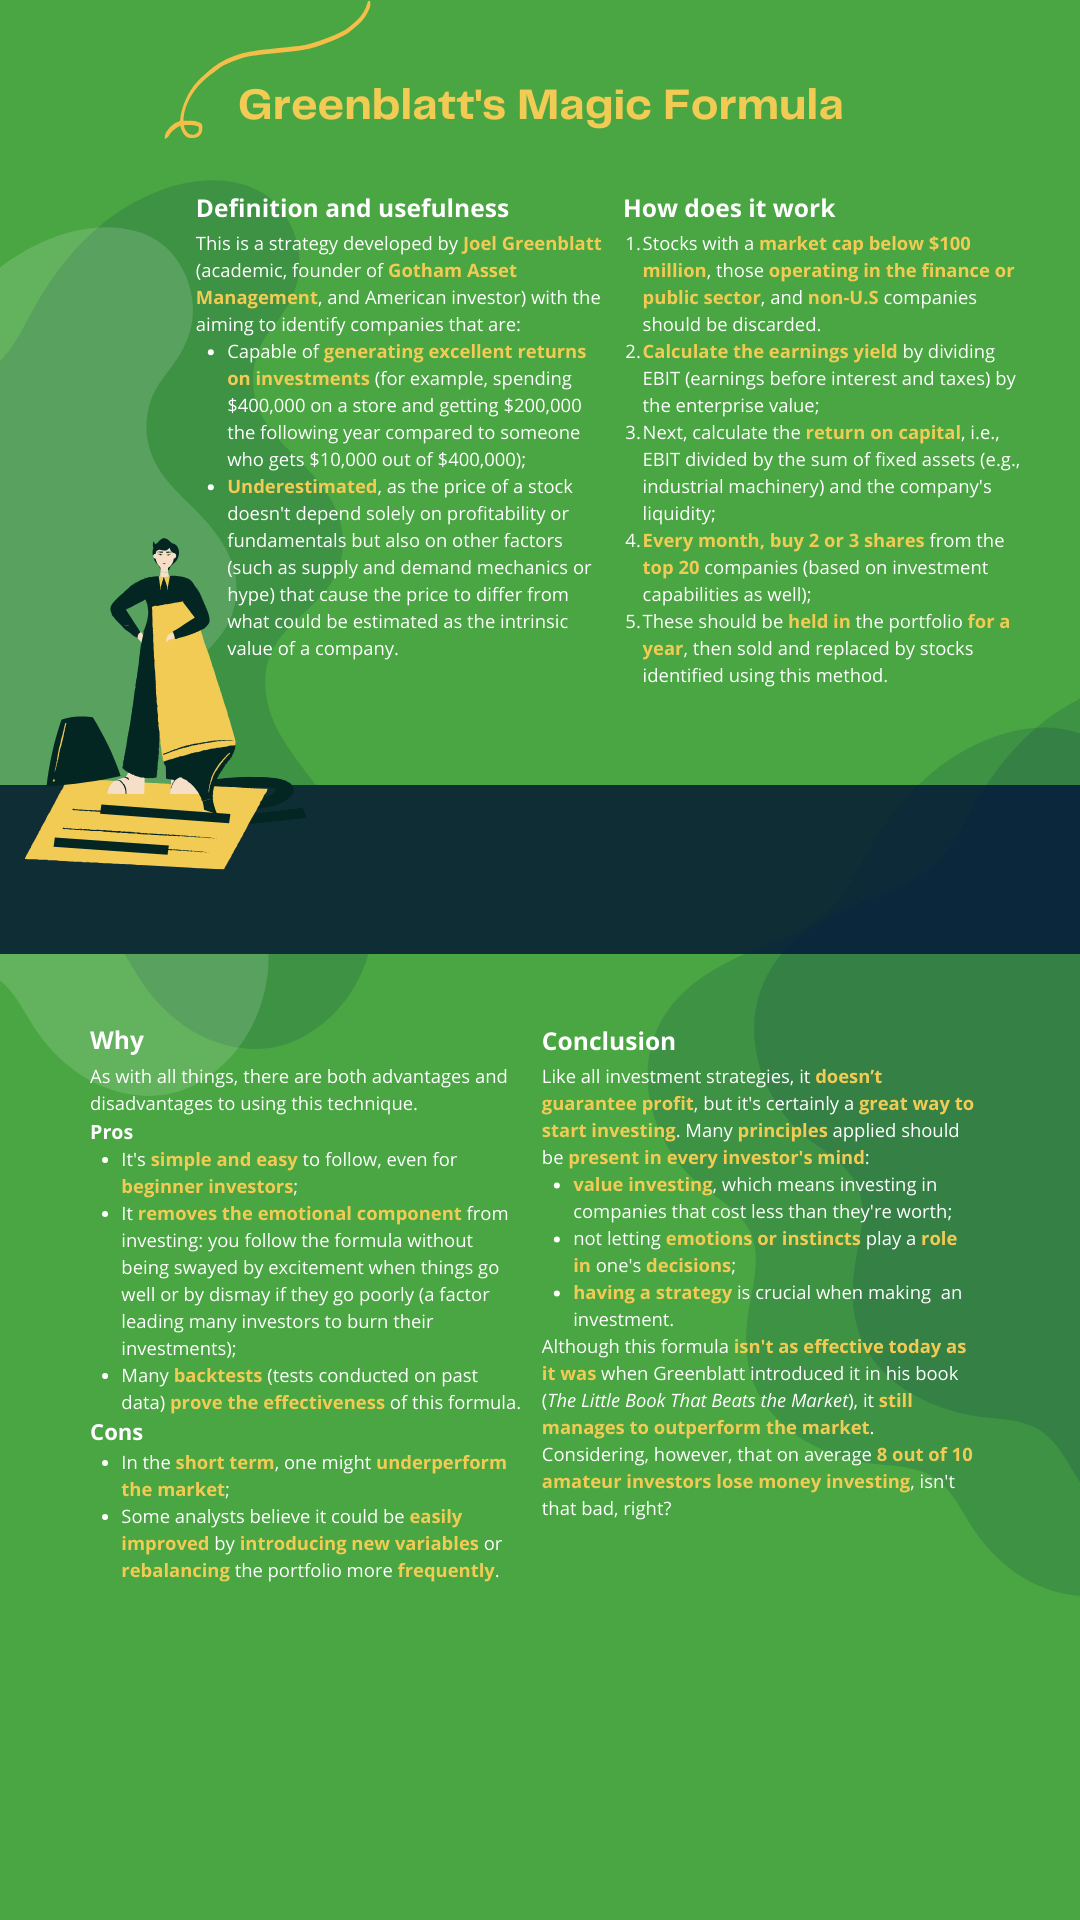 Greenblatt's Magic Formula
Definition and usefulness
This is a strategy developed by Joel Greenblatt
(academic, founder of Gotham Asset
Management, and American investor) with the
aiming to identify companies that are:
• Capable of generating excellent returns
on investments (for example, spending
$400,000 on a store and getting $200,000
the following year compared to someone
who gets $10,000 out of $400,000);
• Underestimated, as the price of a stock
doesn't depend solely on profitability or
fundamentals but also on other factors
(such as supply and demand mechanics or
hype) that cause the price to differ from
what could be estimated as the intrinsic
value of a company.
How does it work
1. Stocks with a market cap below $100
million, those operating in the finance or
public sector, and non-U.S companies
should be discarded.
2. Calculate the earnings yield by dividing
EBIT (earnings before interest and taxes) by
the enterprise value;
3. Next, calculate the return on capital, i.e.,
EBIT divided by the sum of fixed assets (e.g.,
industrial machinery) and the company's
liquidity;
4. Every month, buy 2 or 3 shares from the
top 20 companies (based on investment
capabilities as well);
5. These should be held in the portfolio for a
year, then sold and replaced by stocks
identified using this method.
Why
As with all things, there are both advantages and
disadvantages to using this technique.
Pros
• It's simple and easy to follow, even for
beginner investors;
• It removes the emotional component from
investing: you follow the formula without
being swayed by excitement when things go
well or by dismay if they go poorly (a factor
leading many investors to burn their
investments);
• Many backtests (tests conducted on past
data) prove the effectiveness of this formula.
Cons
• In the short term, one might underperform
the market;
• Some analysts believe it could be easily
improved by introducing new variables or
rebalancing the portfolio more frequently.
Conclusion
Like all investment strategies, it doesn’t
guarantee profit, but it's certainly a great way to
start investing. Many principles applied should
be present in every investor's mind:
• value investing, which means investing in
companies that cost less than they're worth;
• not letting emotions or instincts play a role
in one's decisions;
• having a strategy is crucial when making an
investment.
Although this formula isn't as effective today as
it was when Greenblatt introduced it in his book
(The Little Book That Beats the Market), it still
manages to outperform the market.
Considering, however, that on average 8 out of 10
amateur investors lose money investing, isn't
that bad, right?